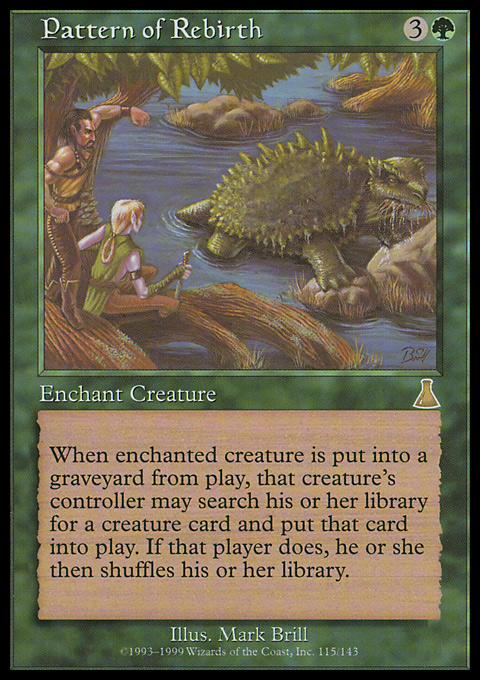 Pattern of Rebirth 3
Brill
Enchant Creature
When enchanted creature is put into a
graveyard from play, that creature's
controller may search his or her library
for a creature card and put that card
into play. If that player does, he or she
then shuffles his or her library.
Illus. Mark Brill
©1993–1999 Wizards of the Coast, Inc. 115/143